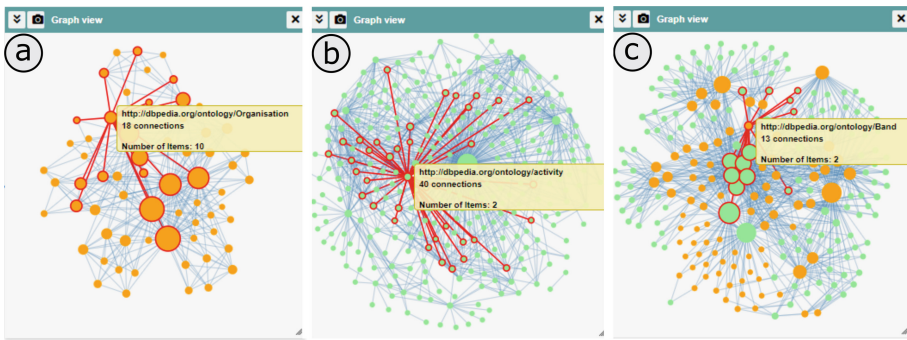 Graph view
a
http://dbpedia.org/ontology/Organisation
18 connections
Number of Items: 10
Graph view
b
http://dbpedia.org/ontology/activity
40 connections
Number of Items: 2
Graph view
c
http://dbpedia.org/ontology/Band
13 connections
Number of Items: 2